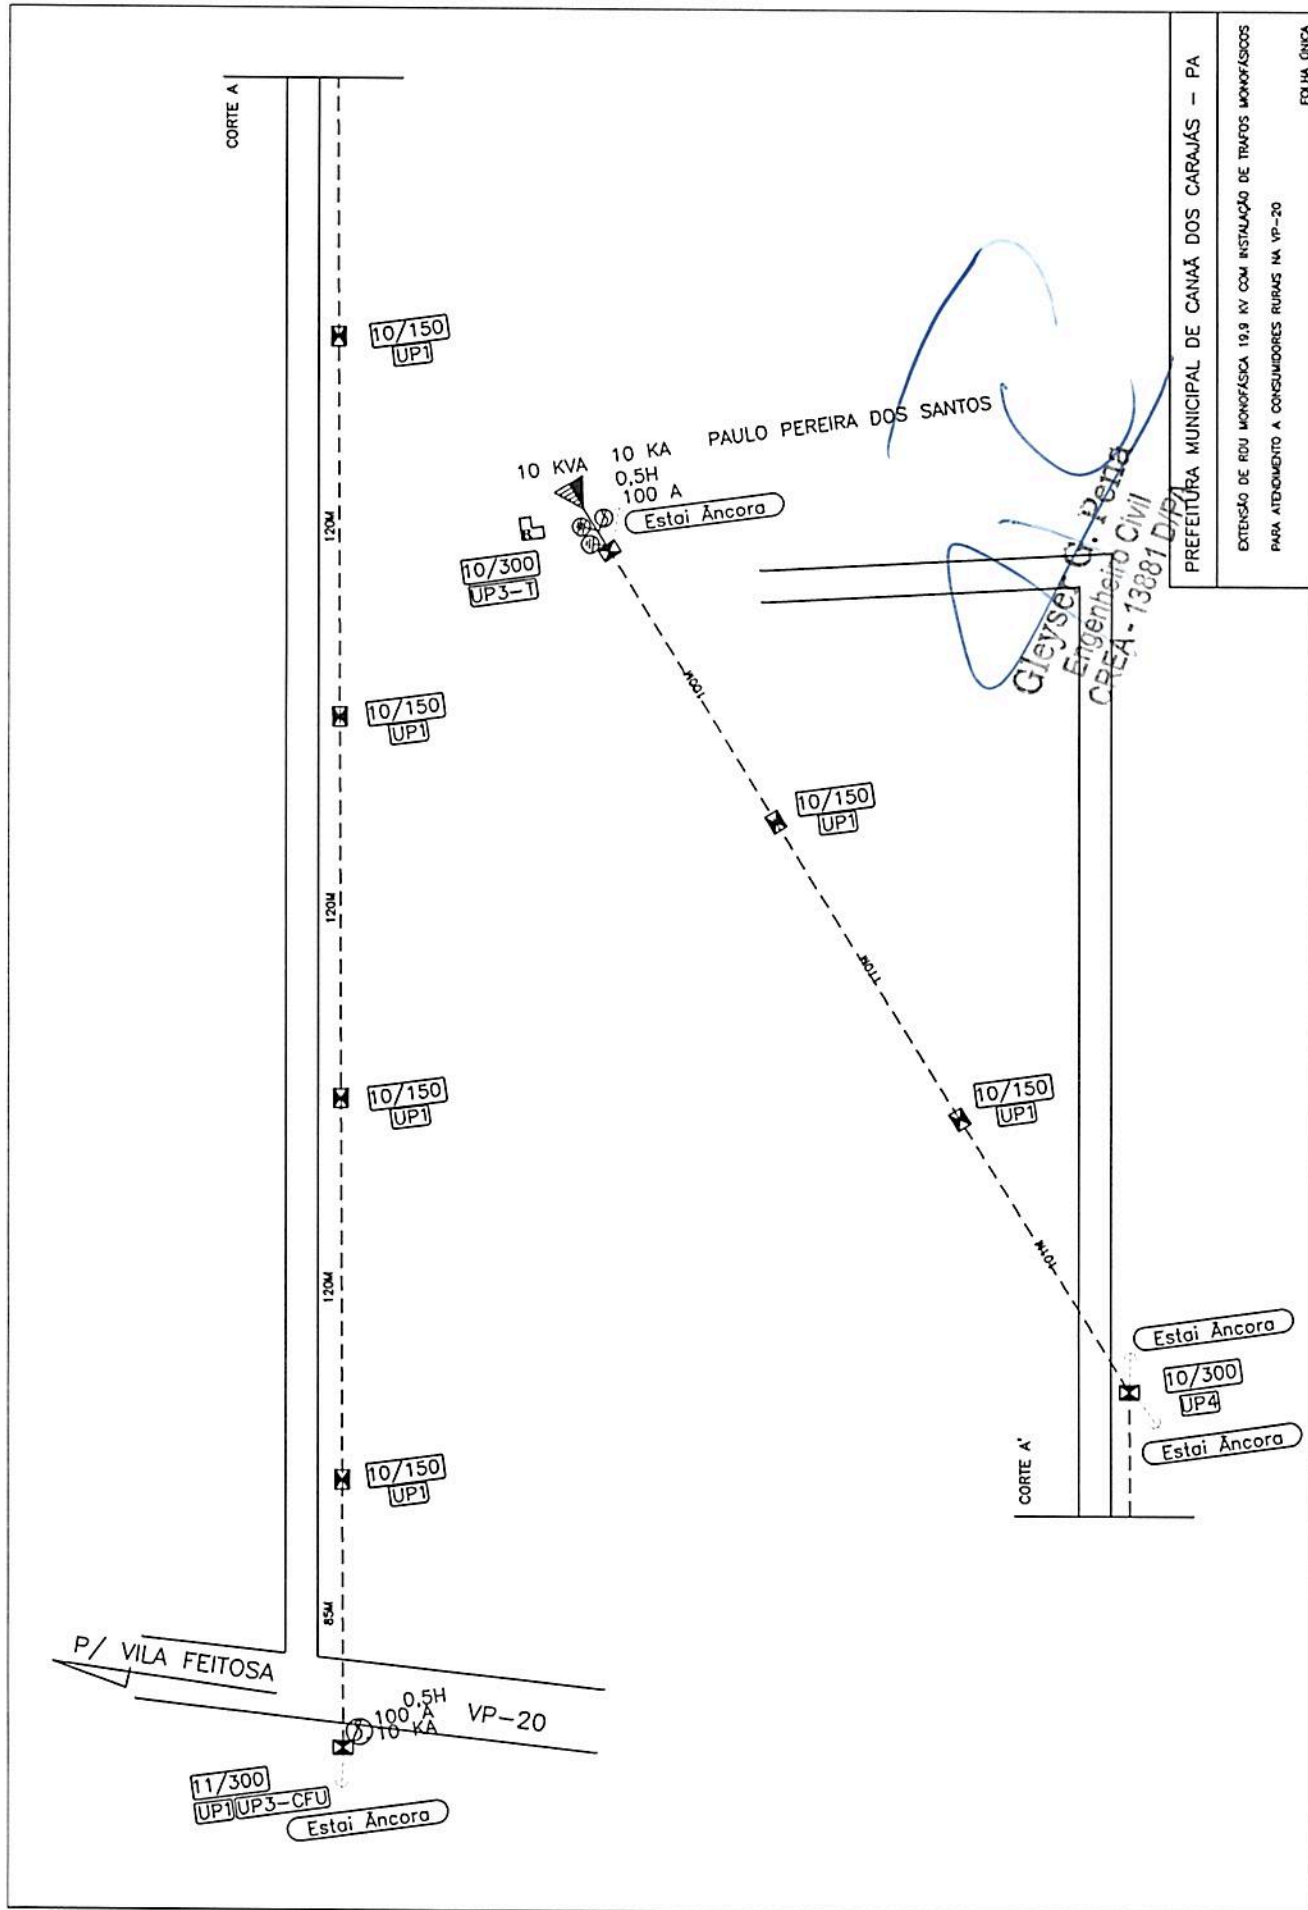 CORTE A
10/150
UP1
120M
10 KVA
10 KA
0,5H
100 A
PAULO PEREIRA DOS SANTOS
Estai Âncora
10/300
UP3-T
10/150
UP1
100M
120M
10/150
UP1
110M
10/150
UP1
10/150
UP1
101M
120M
Estai Âncora
10/300
UP4
Estai Âncora
CORTE A'
10/150
UP1
85M
P/ VILA FEITOSA
0,5H
100 A
10 KA
VP-20
11/300
UP1 UP3-CFU
Estai Âncora
Gleyser G. Pena
Engenheiro Civil
CREA - 13881 D/PA
PREFEITURA MUNICIPAL DE CANAÃ DOS CARAJÁS - PA
EXTENSÃO DE RDU MONOFÁSICA 19,9 KV COM INSTALAÇÃO DE TRAFOS MONOFÁSICOS
PARA ATENDIMENTO A CONSUMIDORES RURAIS NA VP-20
FOLHA ÚNICA